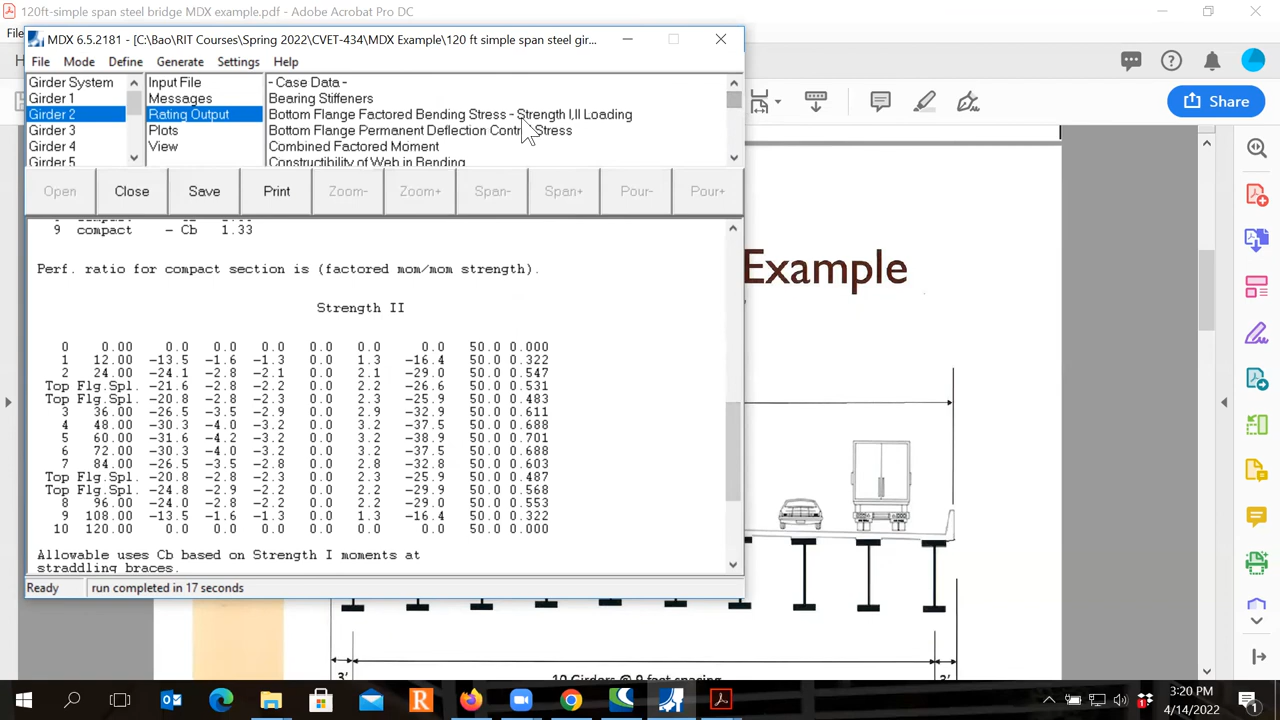 120ft-simple span steel bridge MDX example.pdf - Adobe Acrobat Pro DC
MDX 6.5.2181 - [C:\Bao\RIT Courses\Spring 2022\CVET-434\MDX Example\120 ft simple span steel gir...
File Mode Define Generate Settings Help
Girder System
Girder 1
Girder 2
Girder 3
Girder 4
Girder 5
Input File
Messages
Rating Output
Plots
View
- Case Data -
Bearing Stiffeners
Bottom Flange Factored Bending Stress - Strength I,II Loading
Bottom Flange Permanent Deflection Contr Stress
Combined Factored Moment
Constructibility of Web in Bending
Open Close Save Print Zoom- Zoom+ Span- Span+ Pour- Pour+
9 compact - Cb 1.33
Perf. ratio for compact section is (factored mom/mom strength).
Strength II
0 0.00 0.0 0.0 0.0 0.0 0.0 0.0 50.0 0.000
1 12.00 -13.5 -1.6 -1.3 0.0 1.3 -16.4 50.0 0.322
2 24.00 -24.1 -2.8 -2.1 0.0 2.1 -29.0 50.0 0.547
Top Flg.Spl. -21.6 -2.8 -2.2 0.0 2.2 -26.6 50.0 0.531
Top Flg.Spl. -20.8 -2.8 -2.3 0.0 2.3 -25.9 50.0 0.483
3 36.00 -26.5 -3.5 -2.9 0.0 2.9 -32.9 50.0 0.611
4 48.00 -30.3 -4.0 -3.2 0.0 3.2 -37.5 50.0 0.688
5 60.00 -31.6 -4.2 -3.2 0.0 3.2 -38.9 50.0 0.701
6 72.00 -30.3 -4.0 -3.2 0.0 3.2 -37.5 50.0 0.688
7 84.00 -26.5 -3.5 -2.8 0.0 2.8 -32.8 50.0 0.603
Top Flg.Spl. -20.8 -2.8 -2.3 0.0 2.3 -25.9 50.0 0.487
Top Flg.Spl. -24.8 -2.9 -2.2 0.0 2.2 -29.9 50.0 0.568
8 96.00 -24.0 -2.8 -2.2 0.0 2.2 -29.0 50.0 0.553
9 108.00 -13.5 -1.6 -1.3 0.0 1.3 -16.4 50.0 0.322
10 120.00 0.0 0.0 0.0 0.0 0.0 0.0 50.0 0.000
Allowable uses Cb based on Strength I moments at
straddling braces.
Ready run completed in 17 seconds
Share
Example
3'
10 Girders @ 9 feet spacing
3'
3:20 PM
4/14/2022